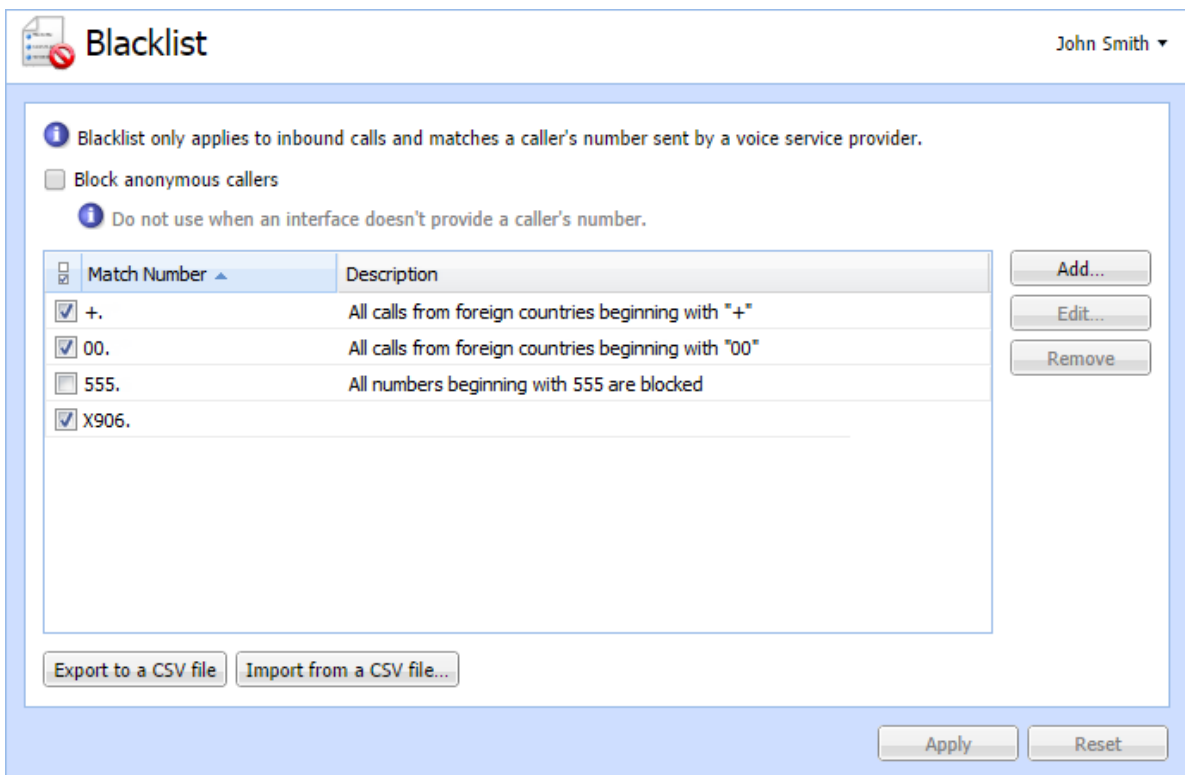 Blacklist
John Smith
Blacklist only applies to inbound calls and matches a caller's number sent by a voice service provider.
Block anonymous callers
Do not use when an interface doesn't provide a caller's number.
Match Number Description
+. All calls from foreign countries beginning with "+"
00. All calls from foreign countries beginning with "00"
555. All numbers beginning with 555 are blocked
X906.
Add...
Edit...
Remove
Export to a CSV file Import from a CSV file...
Apply Reset